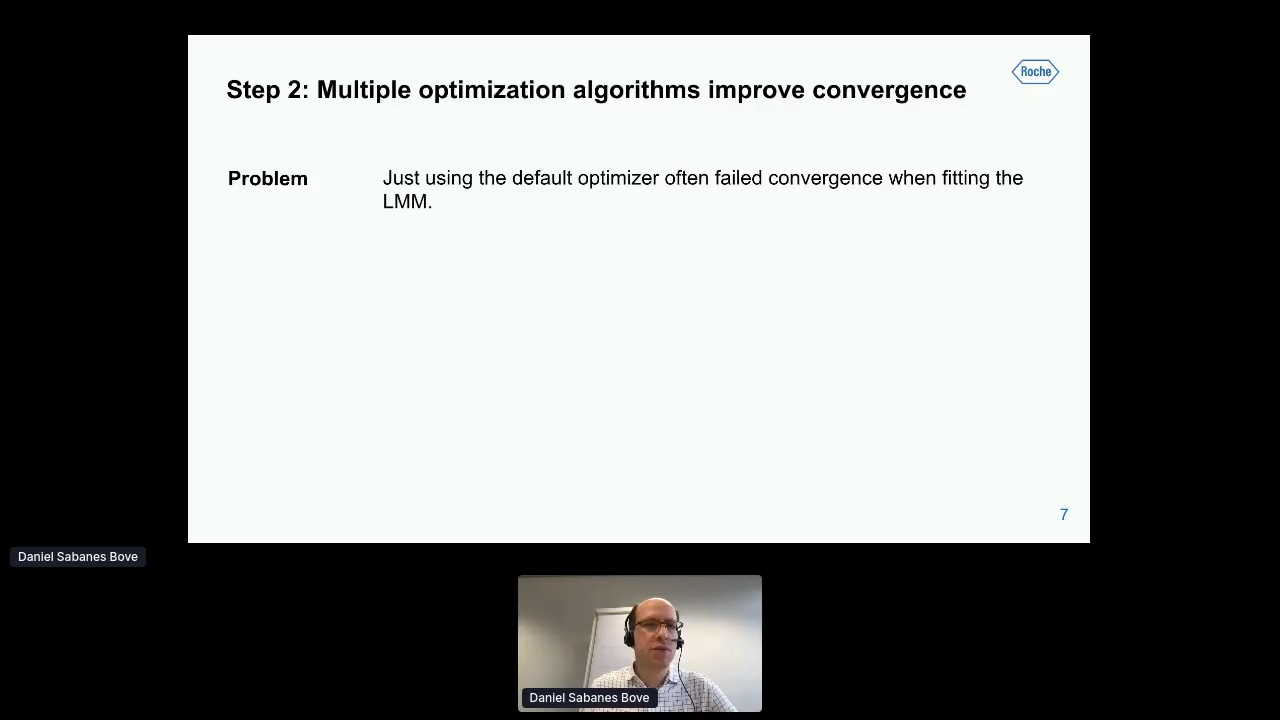 Roche
Step 2: Multiple optimization algorithms improve convergence
Problem
Just using the default optimizer often failed convergence when fitting the
LMM.
7
Daniel Sabanes Bove
Daniel Sabanes Bove